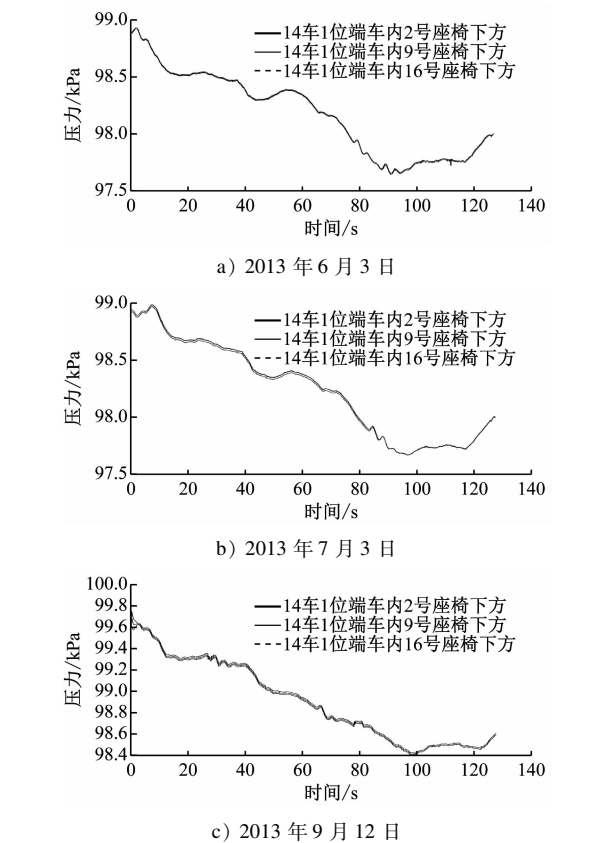 99.0
14车1位端车内2号座椅下方
14车1位端车内9号座椅下方
14车1位端车内16号座椅下方
98.5
压力/kPa
98.0
97.5
0 20 40 60 80 100 120 140
时间/s
a) 2013 年 6 月 3 日
99.0
14车1位端车内2号座椅下方
14车1位端车内9号座椅下方
14车1位端车内16号座椅下方
98.5
压力/kPa
98.0
97.5
0 20 40 60 80 100 120 140
时间/s
b) 2013 年 7 月 3 日
100.0
99.8
14车1位端车内2号座椅下方
99.6
14车1位端车内9号座椅下方
14车1位端车内16号座椅下方
99.4
99.2
压力/kPa
99.0
98.8
98.6
98.4
0 20 40 60 80 100 120 140
时间/s
c) 2013 年 9 月 12 日